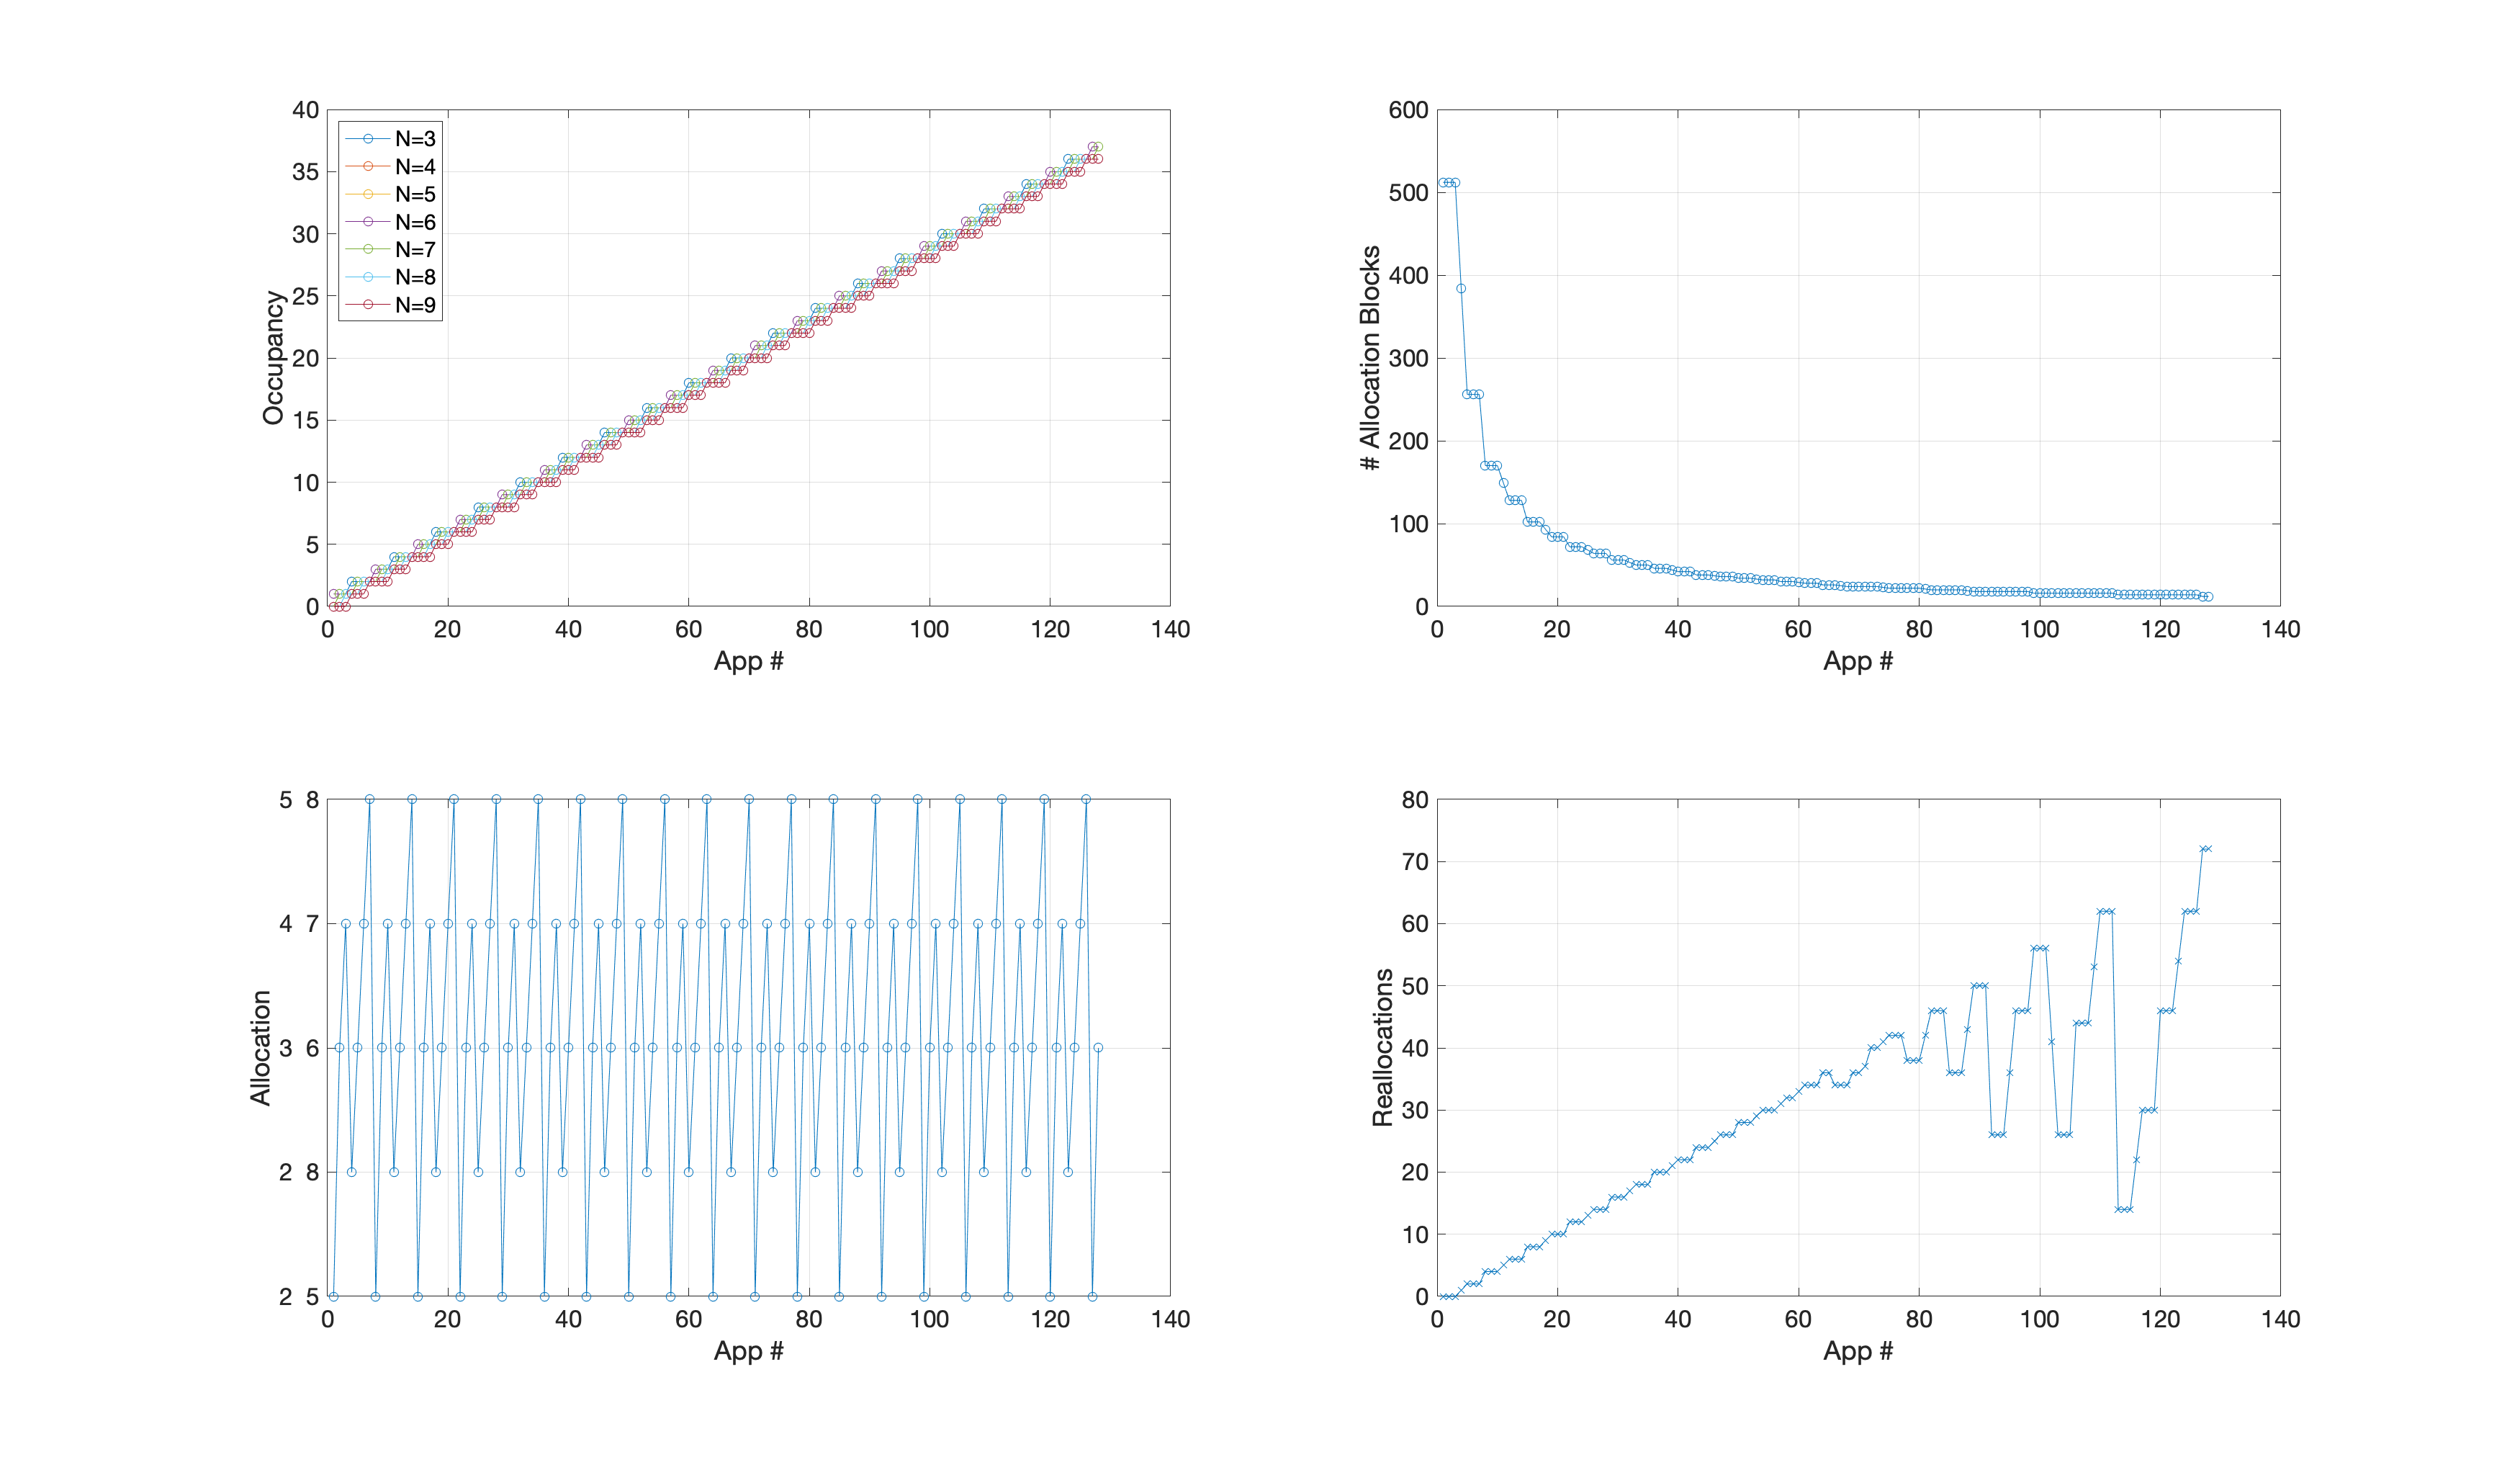 40
35
30
25
20
15
10
5
0
Occupancy
N=3
N=4
N=5
N=6
N=7
N=8
N=9
0 20 40 60 80 100 120 140
App #
600
500
400
300
200
100
0
# Allocation Blocks
0 20 40 60 80 100 120 140
App #
5 8
4 7
3 6
2 8
2 5
Allocation
0 20 40 60 80 100 120 140
App #
80
70
60
50
40
30
20
10
0
Reallocations
0 20 40 60 80 100 120 140
App #